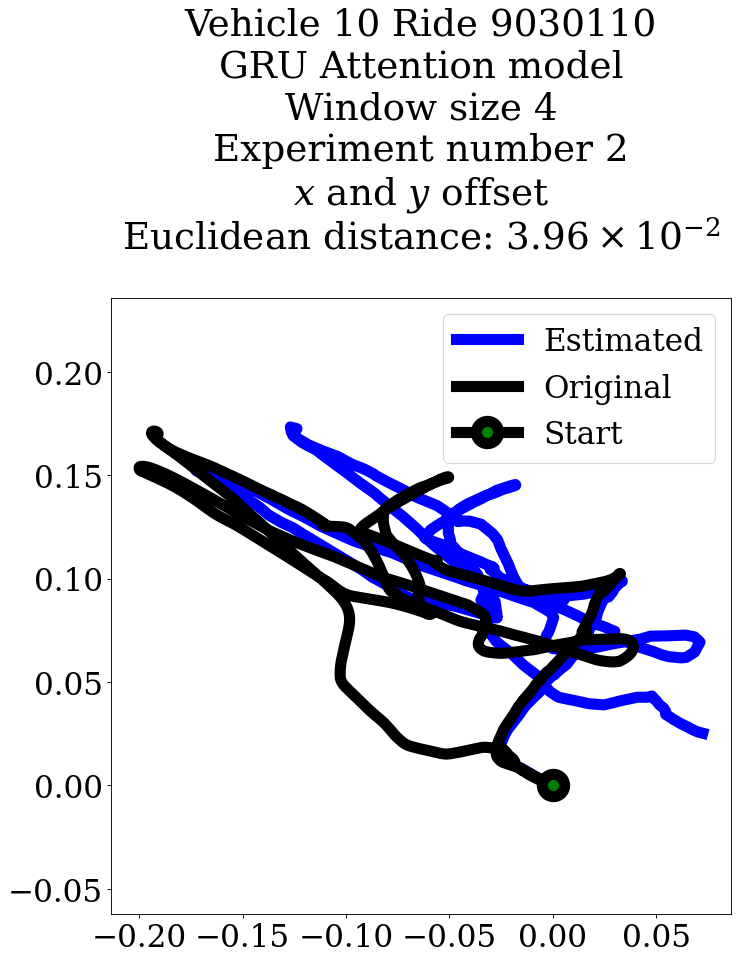 Vehicle 10 Ride 9030110
GRU Attention model
Window size 4
Experiment number 2
x and y offset
Euclidean distance: 3.96 × 10⁻²
Estimated
Original
Start
0.20
0.15
0.10
0.05
0.00
−0.05
−0.20 −0.15 −0.10 −0.05 0.00 0.05